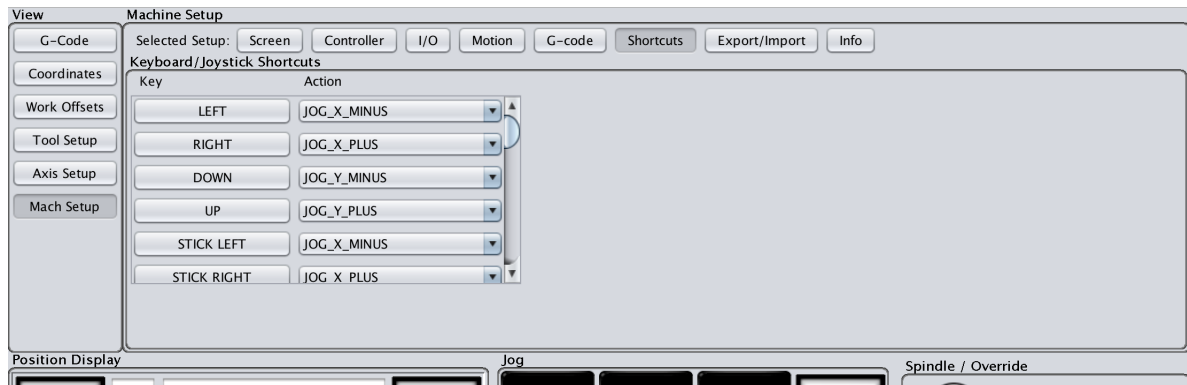 View
Machine Setup
G-Code
Selected Setup: Screen Controller I/O Motion G-code Shortcuts Export/Import Info
Keyboard/Joystick Shortcuts
Coordinates
Key Action
Work Offsets
LEFT JOG_X_MINUS
Tool Setup
RIGHT JOG_X_PLUS
Axis Setup
DOWN JOG_Y_MINUS
Mach Setup
UP JOG_Y_PLUS
STICK LEFT JOG_X_MINUS
STICK RIGHT JOG_X_PLUS
Position Display
Jog
Spindle / Override